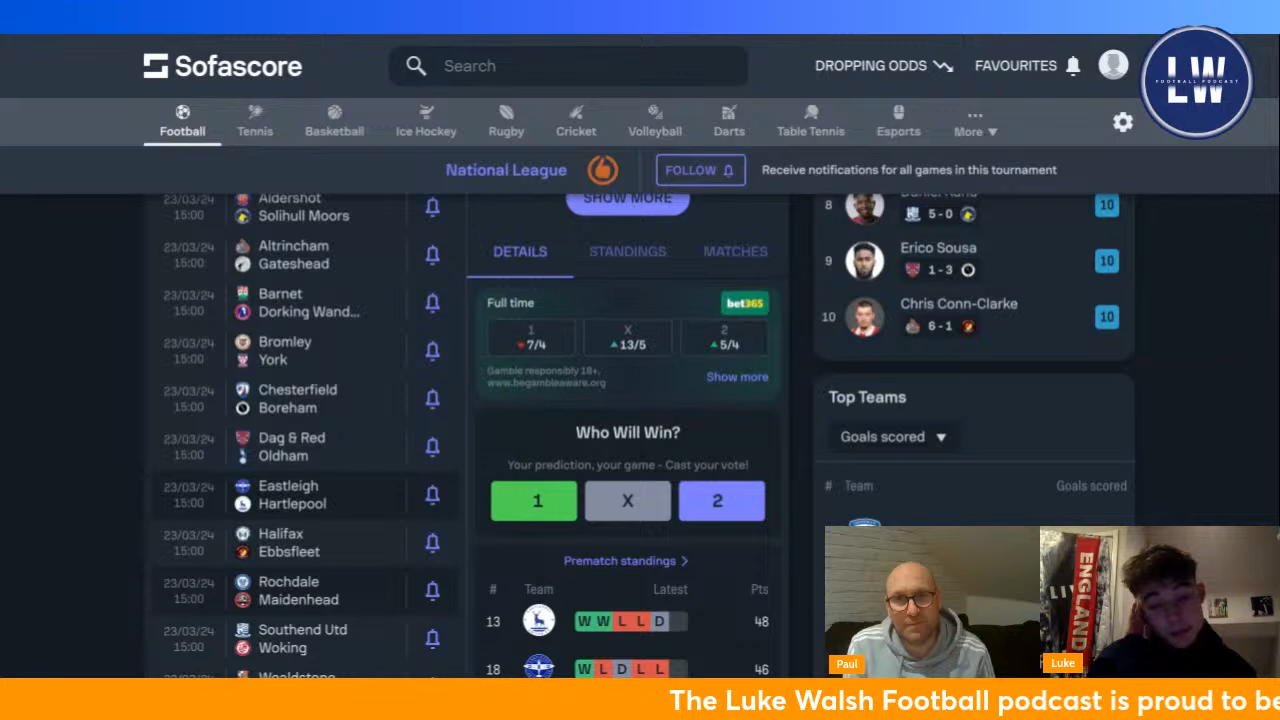 Sofascore
Search
DROPPING ODDS
FAVOURITES
LW
FOOTBALL PODCAST
Football
Tennis
Basketball
Ice Hockey
Rugby
Cricket
Volleyball
Darts
Table Tennis
Esports
More ▼
National League
FOLLOW
Receive notifications for all games in this tournament
23/03/24 Aldershot
15:00 Solihull Moors
23/03/24 Altrincham
15:00 Gateshead
23/03/24 Barnet
15:00 Dorking Wand...
23/03/24 Bromley
15:00 York
23/03/24 Chesterfield
15:00 Boreham
23/03/24 Dag & Red
15:00 Oldham
23/03/24 Eastleigh
15:00 Hartlepool
23/03/24 Halifax
15:00 Ebbsfleet
23/03/24 Rochdale
15:00 Maidenhead
23/03/24 Southend Utd
15:00 Woking
SHOW MORE
DETAILS
STANDINGS
MATCHES
Full time
bet365
1 X 2
7/4 13/5 5/4
Gamble responsibly 18+,
www.begambleaware.org
Show more
Who Will Win?
Your prediction, your game - Cast your vote!
1 X 2
Prematch standings >
# Team Latest Pts
13 W W L L D 48
18 W L D L L 46
8 5-0 10
9 Erico Sousa
1-3 10
10 Chris Conn-Clarke
6-1 10
Top Teams
Goals scored ▼
# Team Goals scored
ENGLAND
Paul
Luke
The Luke Walsh Football podcast is proud to be